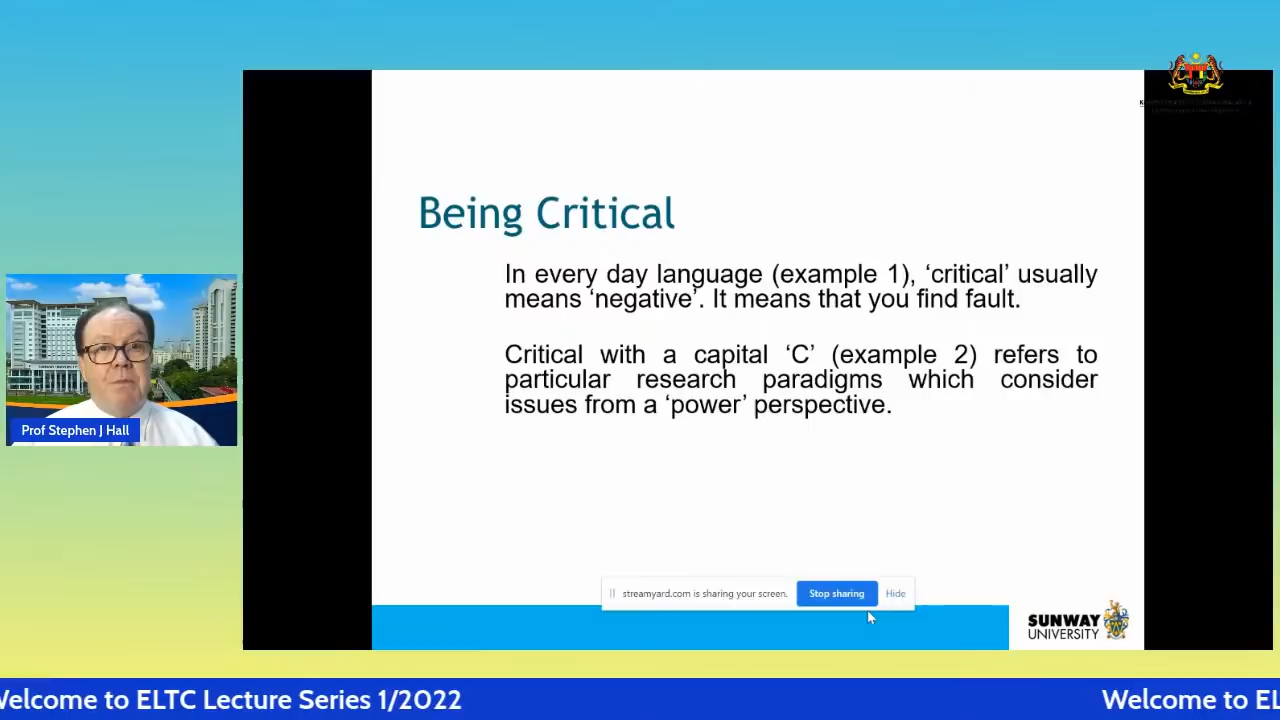 Being Critical
In every day language (example 1), ‘critical’ usually
means ‘negative’. It means that you find fault.
Critical with a capital ‘C’ (example 2) refers to
particular research paradigms which consider
issues from a ‘power’ perspective.
Prof Stephen J Hall
streamyard.com is sharing your screen.
Stop sharing
Hide
SUNWAY
UNIVERSITY
Welcome to ELTC Lecture Series 1/2022
Welcome to EL